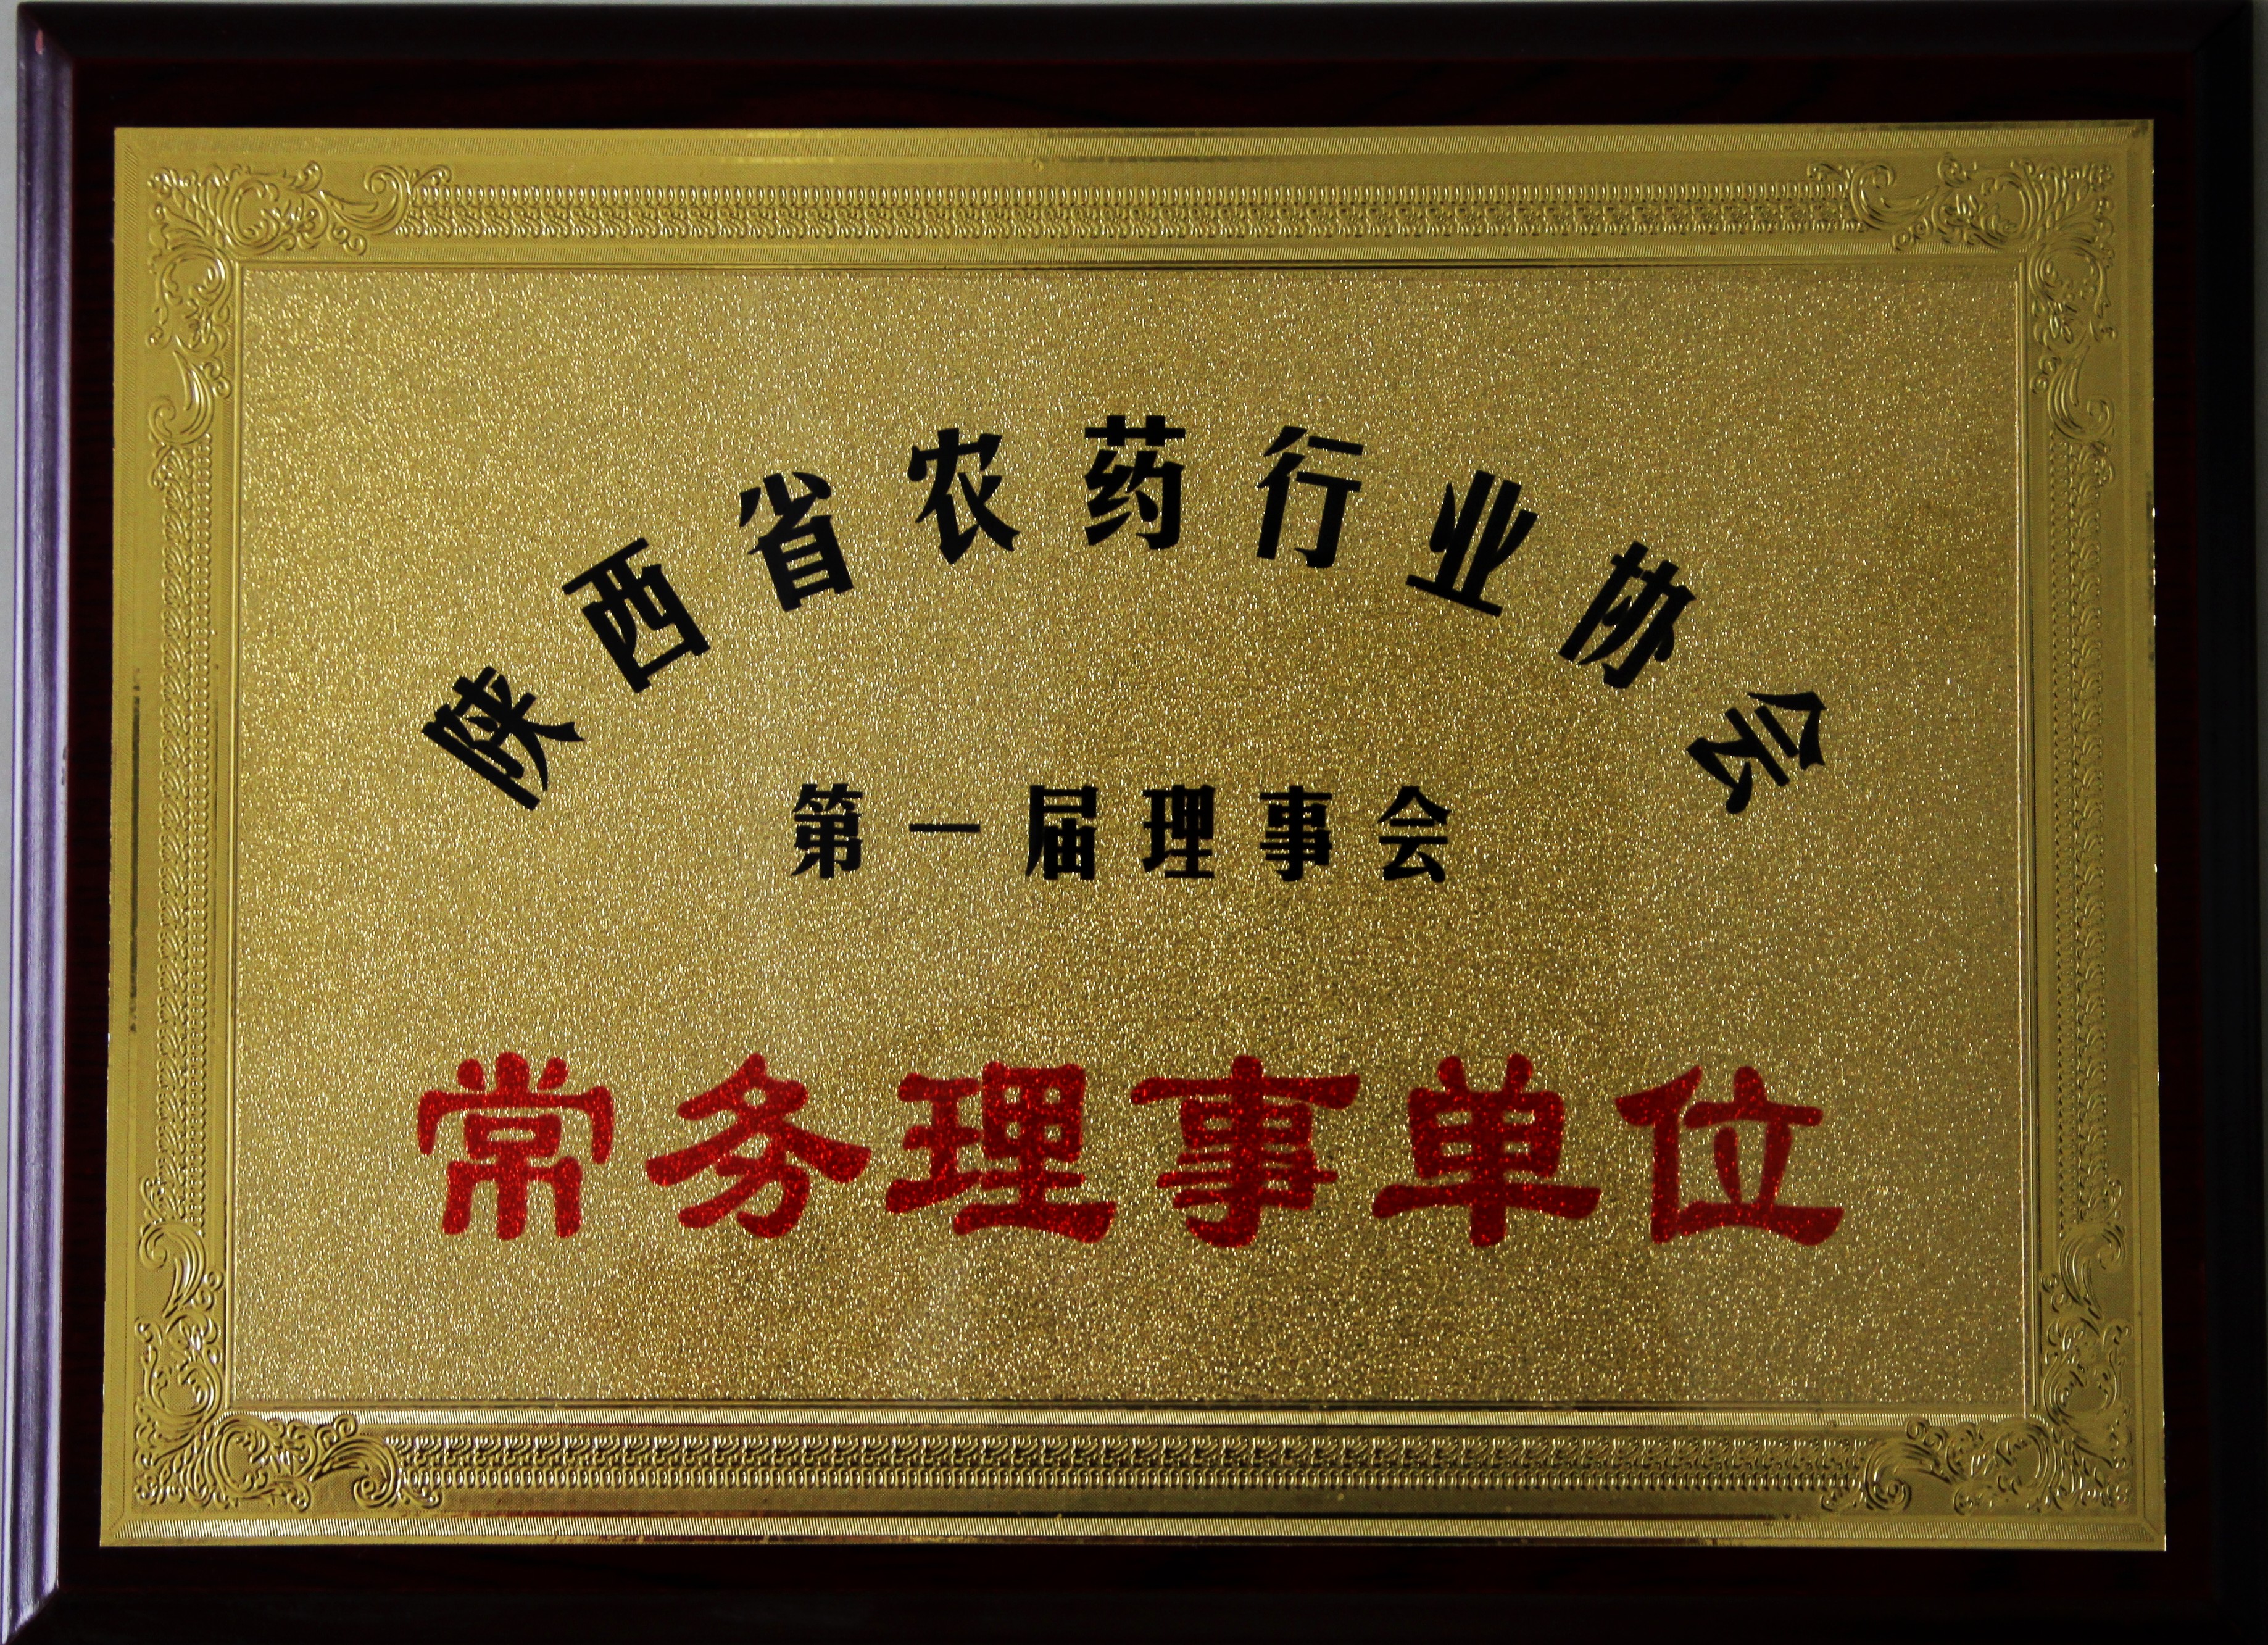 陕西省农药行业协会
第一届理事会
常务理事单位